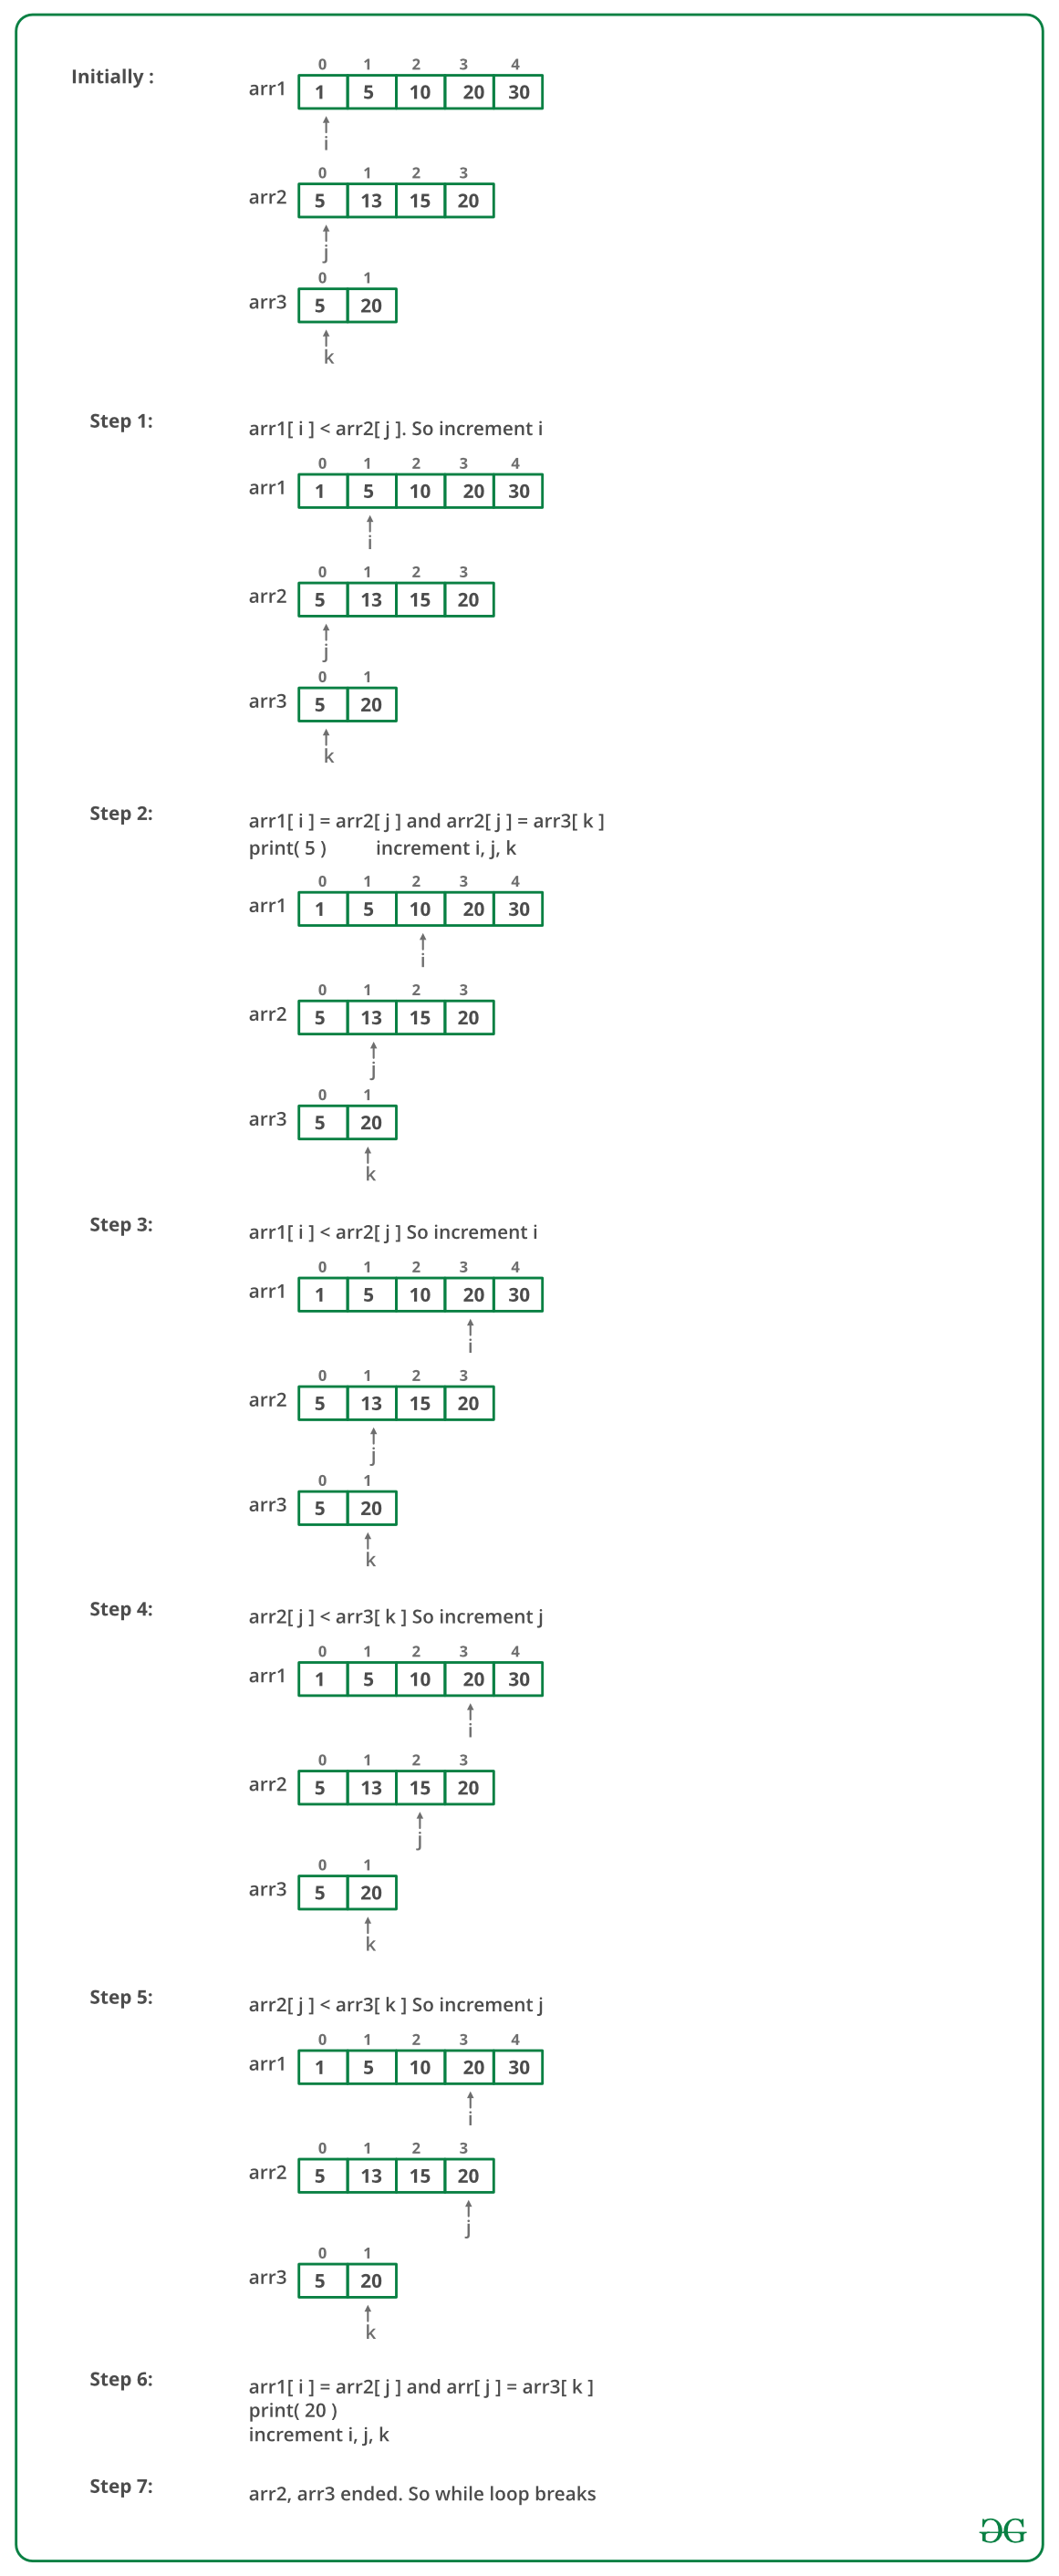 Initially :
0 1 2 3 4
arr1 1 5 10 20 30
i
0 1 2 3
arr2 5 13 15 20
j
0 1
arr3 5 20
k
Step 1:
arr1[ i ] < arr2[ j ]. So increment i
0 1 2 3 4
arr1 1 5 10 20 30
i
0 1 2 3
arr2 5 13 15 20
j
0 1
arr3 5 20
k
Step 2:
arr1[ i ] = arr2[ j ] and arr2[ j ] = arr3[ k ]
print( 5 ) increment i, j, k
0 1 2 3 4
arr1 1 5 10 20 30
i
0 1 2 3
arr2 5 13 15 20
j
0 1
arr3 5 20
k
Step 3:
arr1[ i ] < arr2[ j ] So increment i
0 1 2 3 4
arr1 1 5 10 20 30
i
0 1 2 3
arr2 5 13 15 20
j
0 1
arr3 5 20
k
Step 4:
arr2[ j ] < arr3[ k ] So increment j
0 1 2 3 4
arr1 1 5 10 20 30
i
0 1 2 3
arr2 5 13 15 20
j
0 1
arr3 5 20
k
Step 5:
arr2[ j ] < arr3[ k ] So increment j
0 1 2 3 4
arr1 1 5 10 20 30
i
0 1 2 3
arr2 5 13 15 20
j
0 1
arr3 5 20
k
Step 6:
arr1[ i ] = arr2[ j ] and arr[ j ] = arr3[ k ]
print( 20 )
increment i, j, k
Step 7:
arr2, arr3 ended. So while loop breaks